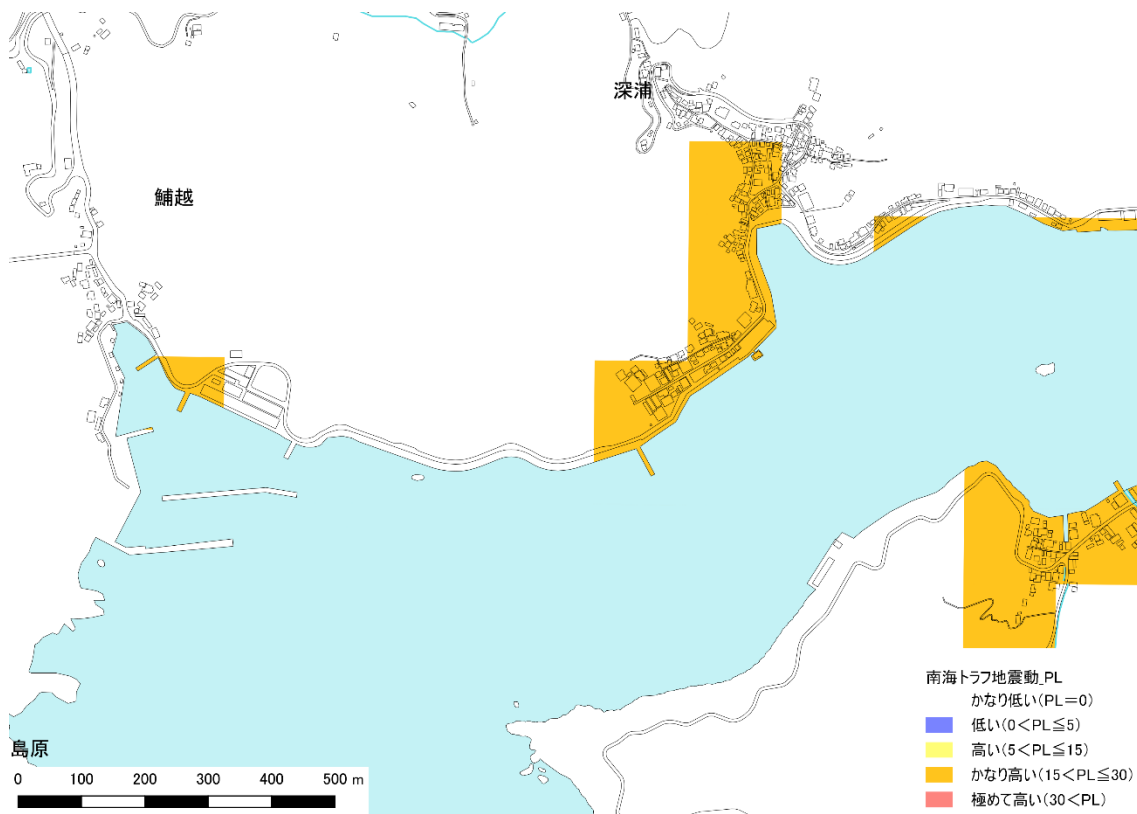 深浦
鯆越
島原
0 100 200 300 400 500 m
南海トラフ地震動_PL
かなり低い(PL=0)
低い(0<PL≦5)
高い(5<PL≦15)
かなり高い(15<PL≦30)
極めて高い(30<PL)